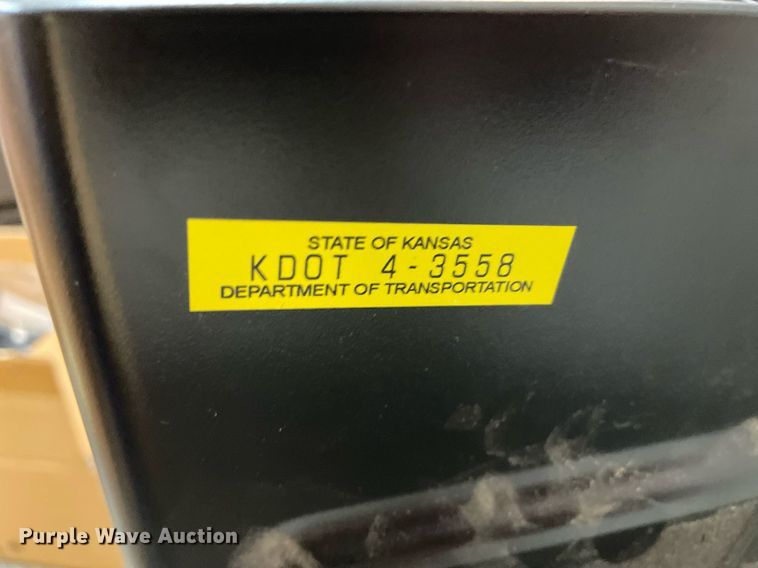 STATE OF KANSAS
KDOT 4-3558
DEPARTMENT OF TRANSPORTATION
Purple Wave Auction